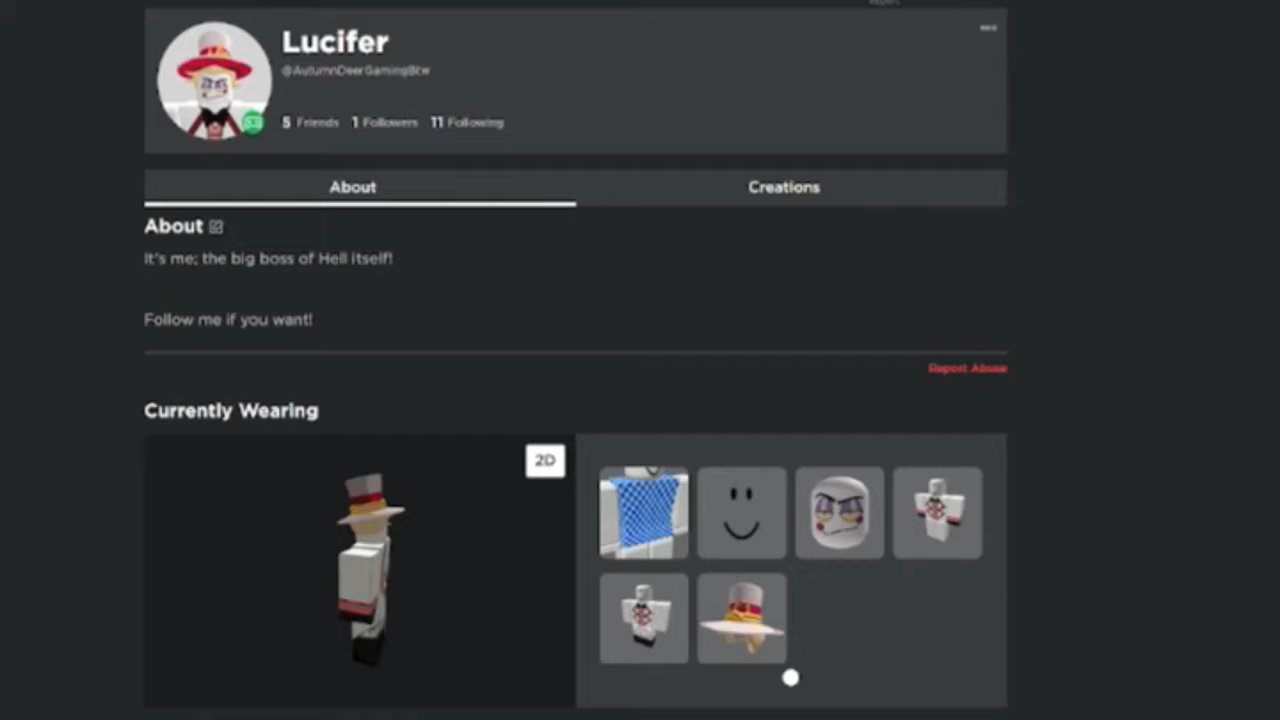 Lucifer
@AutumnDeerGamingBtw
5 Friends 1 Followers 11 Following
About
Creations
About
It's me; the big boss of Hell itself!
Follow me if you want!
Report Abuse
Currently Wearing
2D